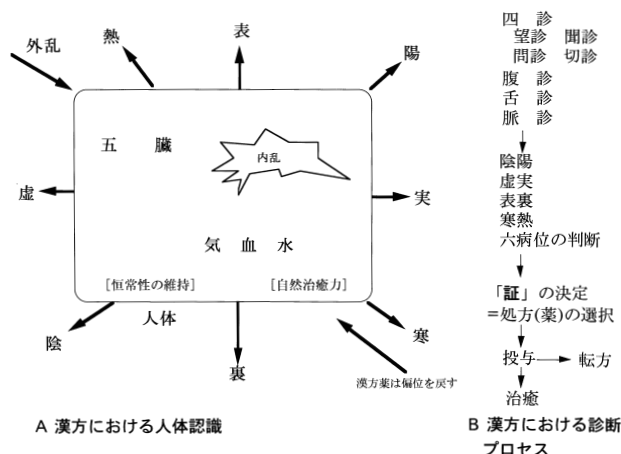 外乱
熱
表
陽
五　臓
内乱
虚
実
気　血　水
[恒常性の維持]
[自然治癒力]
陰
人体
裏
寒
漢方薬は偏位を戻す
A 漢方における人体認識
四　診
望診　聞診
問診　切診
腹　診
舌　診
脈　診
陰陽
虚実
表裏
寒熱
六病位の判断
「証」の決定
＝処方(薬)の選択
投与
転方
治癒
B 漢方における診断
プロセス